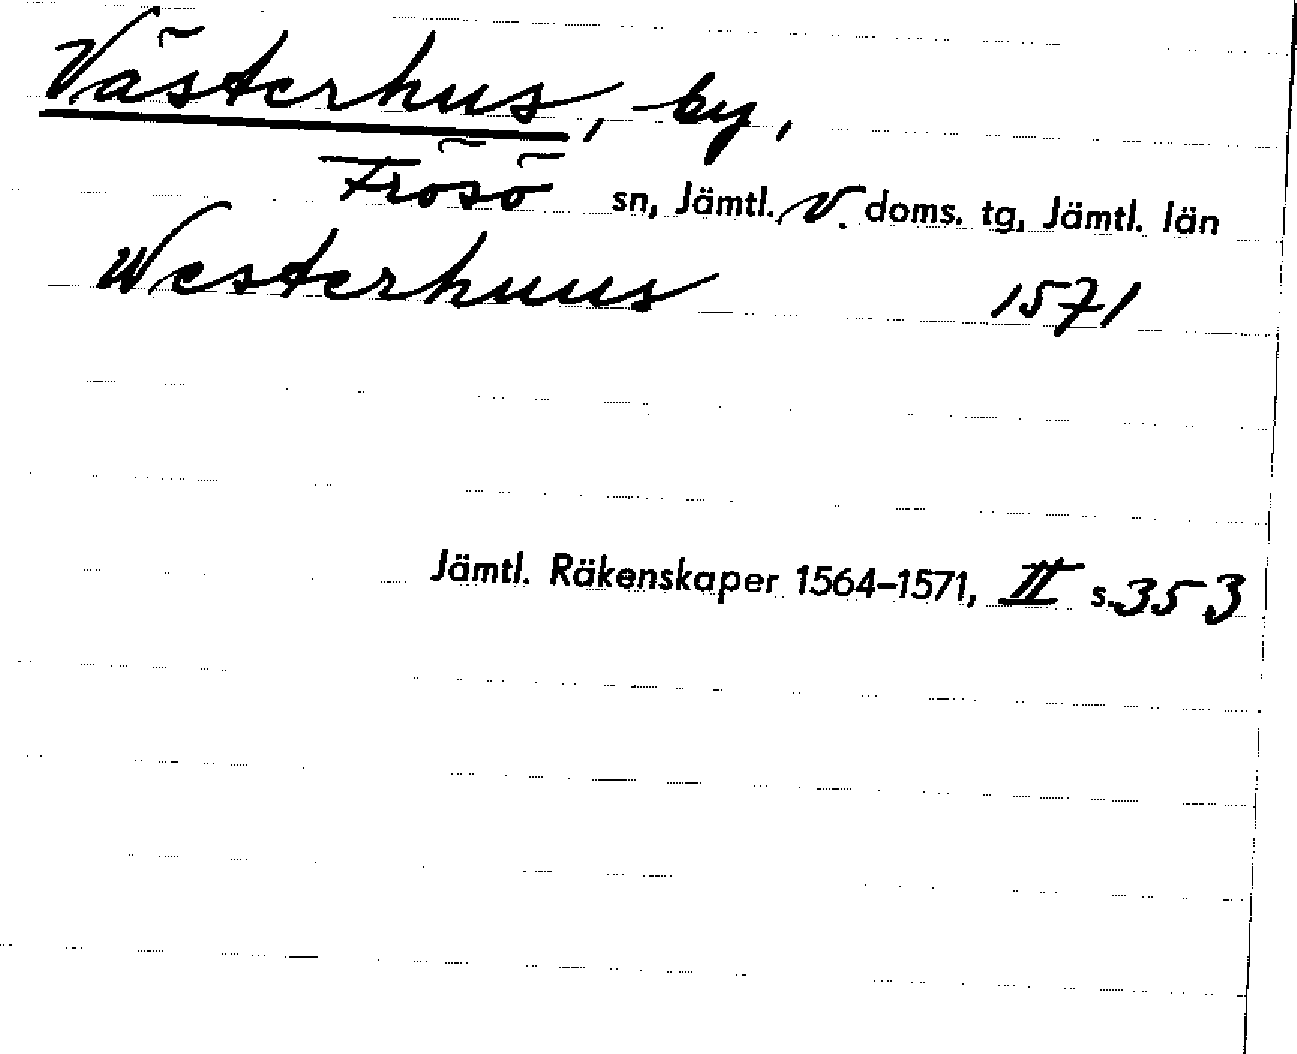 Västerhus, by,
Frösö sn, Jämtl. V. doms. tg, Jämtl. län
Westerhuus 1571
Jämtl. Räkenskaper 1564-1571, II s. 353